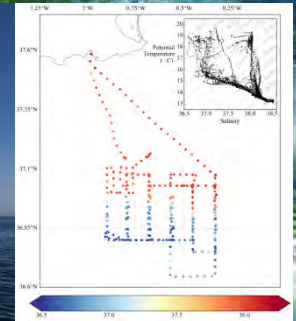 1.25°W 1°W 0.75°W 0.5°W 0.25°W
37.6°N
37.35°N
37.1°N
36.85°N
36.6°N
Potential
Temperature
(°C)
20
19
18
17
16
15
14
13
36.5 37.0 37.5 38.0 38.5
Salinity
36.5 37.0 37.5 38.0